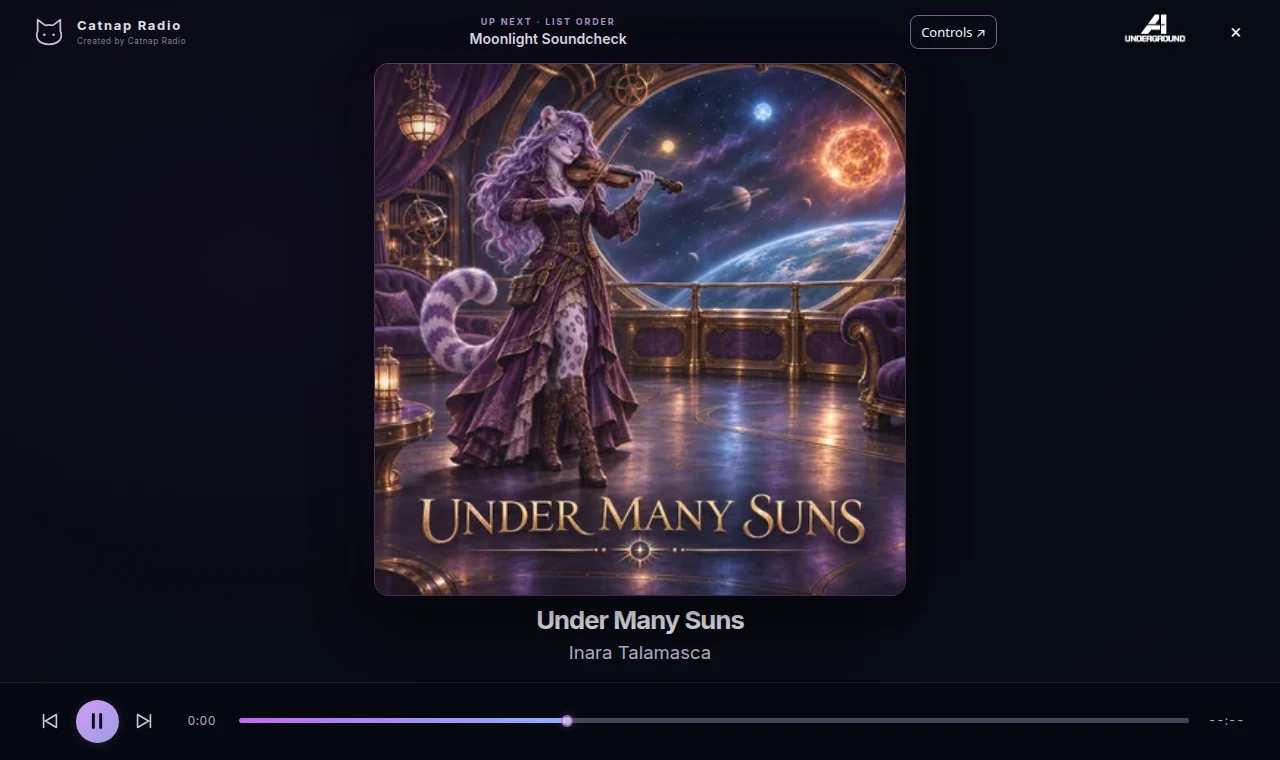 Catnap Radio
Created by Catnap Radio
UP NEXT · LIST ORDER
Moonlight Soundcheck
Controls ↗
AI
UNDERGROUND
×
UNDER MANY SUNS
Under Many Suns
Inara Talamasca
0:00
--:--